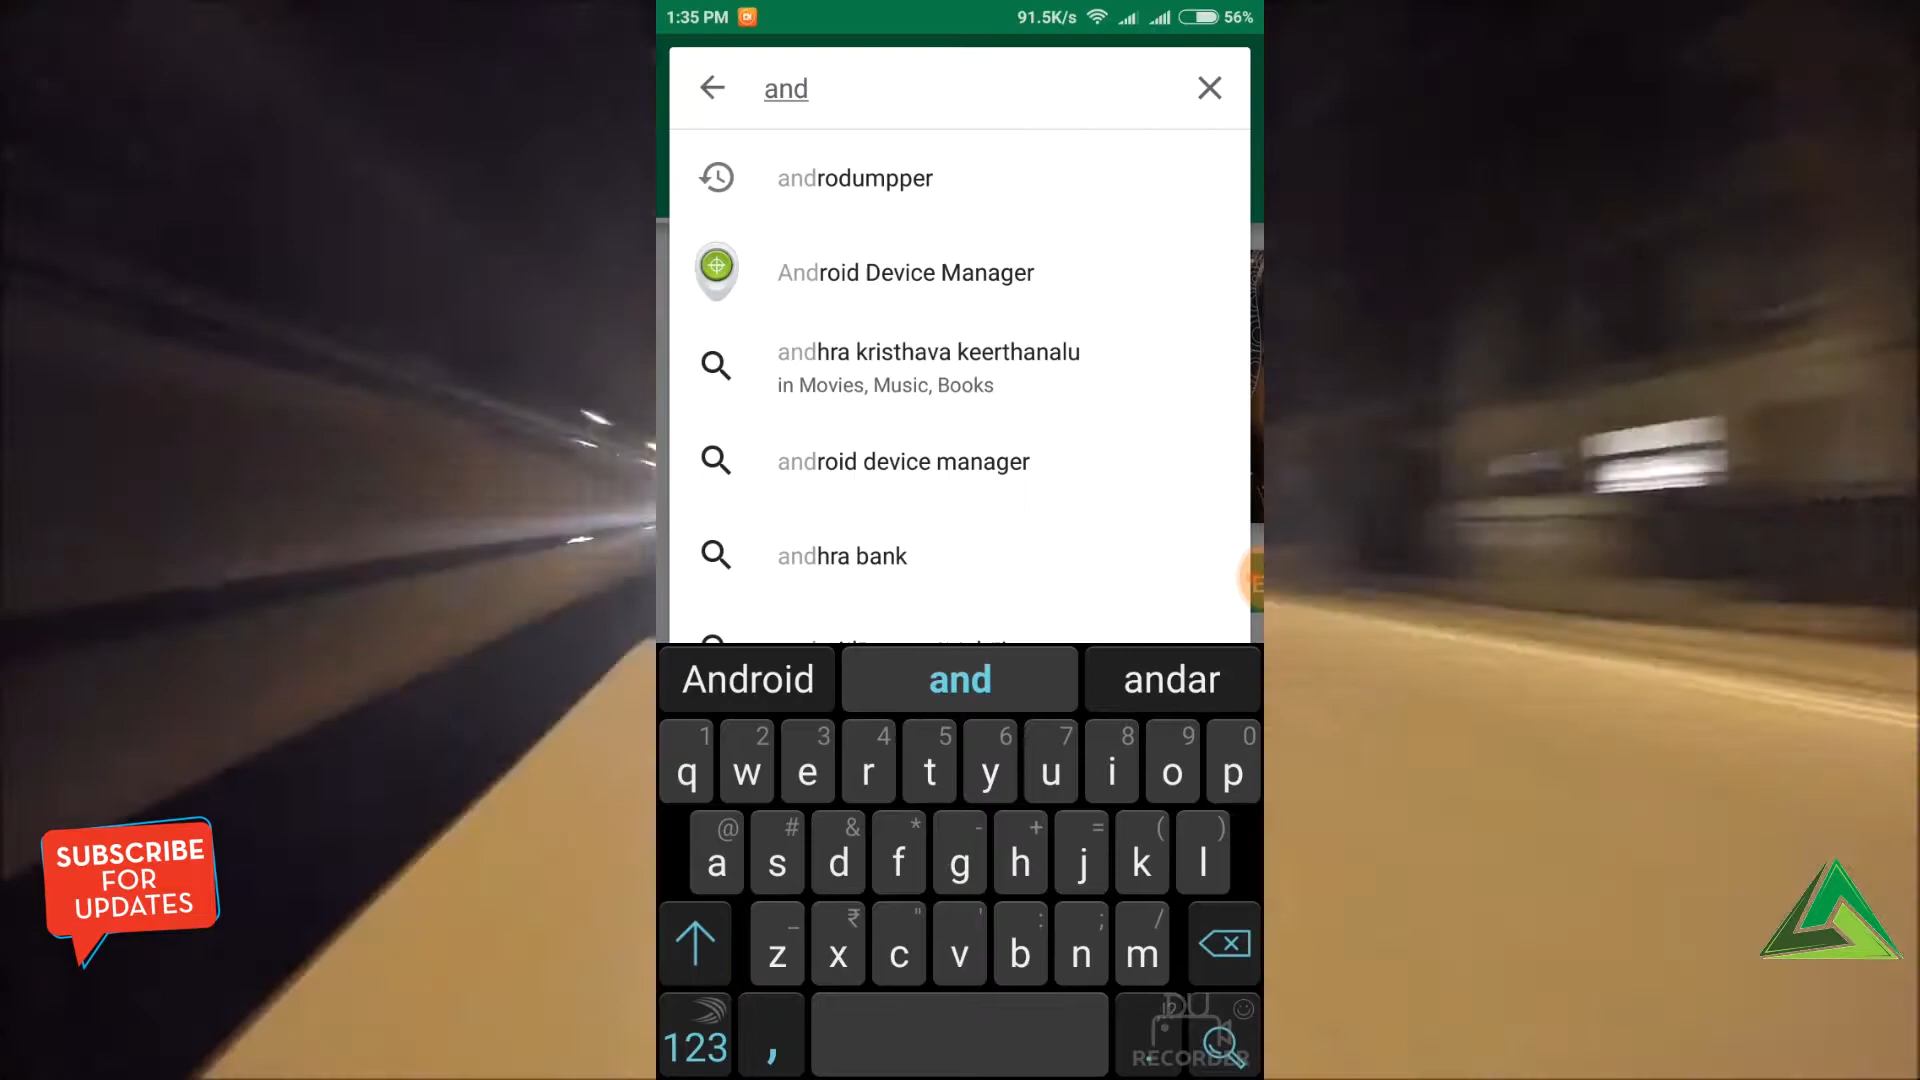 1:35 PM
91.5K/s
56%
and
androdumpper
Android Device Manager
andhra kristhava keerthanalu
in Movies, Music, Books
android device manager
andhra bank
Android and andar
1 2 3 4 5 6 7 8 9 0
q w e r t y u i o p
@ # & * - + = ( )
a s d f g h j k l
_ ₹ " ' : ; /
z x c v b n m
123 ,
DU
RECORDER
SUBSCRIBE
FOR
UPDATES